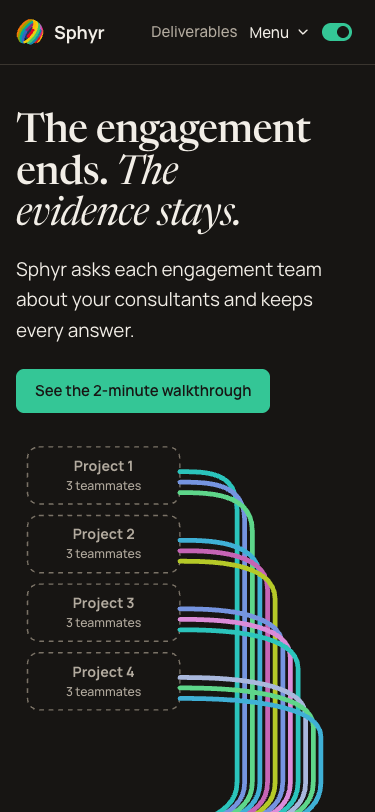 Sphyr
Deliverables
Menu
The engagement
ends. The
evidence stays.
Sphyr asks each engagement team
about your consultants and keeps
every answer.
See the 2-minute walkthrough
Project 1
3 teammates
Project 2
3 teammates
Project 3
3 teammates
Project 4
3 teammates